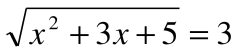 √(x² + 3x + 5) = 3